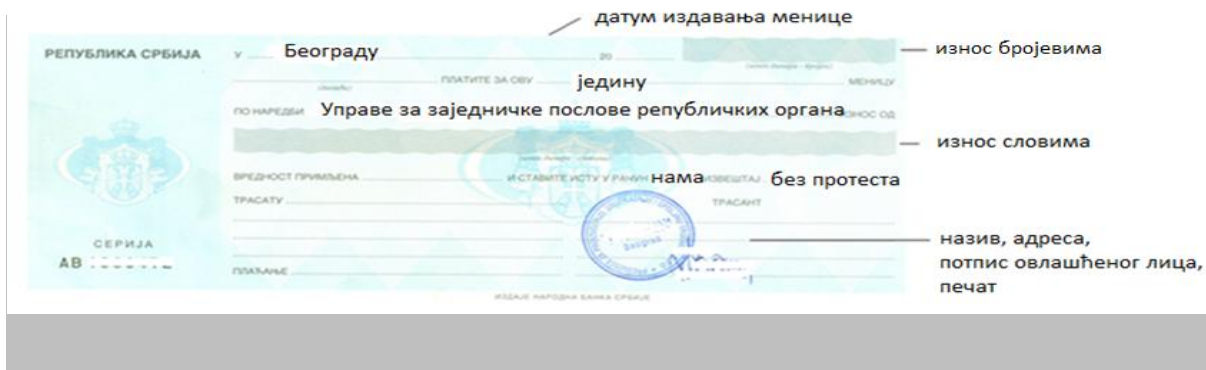 датум издавања менице
РЕПУБЛИКА СРБИЈА У Београду 20 износ бројевима
ПЛАТИТЕ ЗА ОВУ једину МЕНИЦУ
ПО НАРЕДБИ Управе за заједничке послове републичких органа ИЗНОС ОД
износ словима
ВРЕДНОСТ ПРИМЉЕНА И СТАВИТЕ ИСТУ У РАЧУН нама ИЗВЕШТАЈ без протеста
ТРАСАТУ ТРАСАНТ
СЕРИЈА
АВ
назив, адреса,
потпис овлашћеног лица,
печат
ПЛАЋАЊЕ
ИЗДАЈЕ НАРОДНА БАНКА СРБИЈЕ